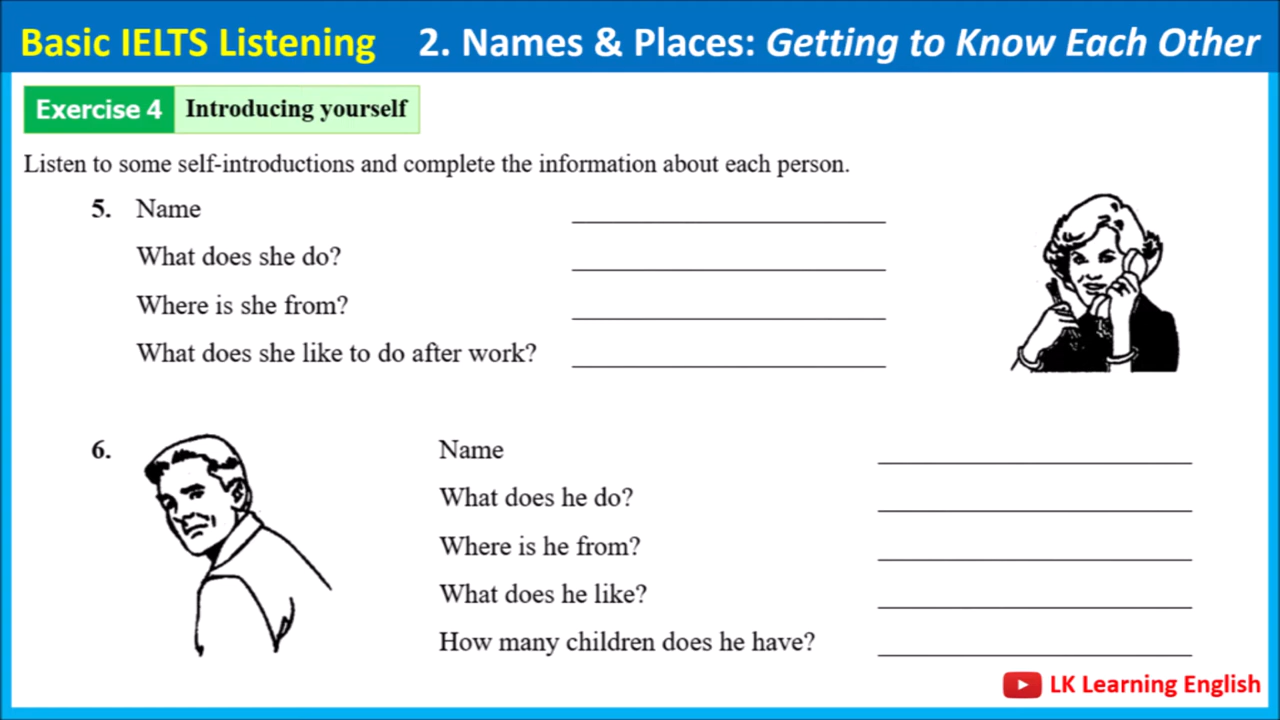 Basic IELTS Listening 2. Names & Places: Getting to Know Each Other
Exercise 4 Introducing yourself
Listen to some self-introductions and complete the information about each person.
5. Name
What does she do?
Where is she from?
What does she like to do after work?
6. Name
What does he do?
Where is he from?
What does he like?
How many children does he have?
LK Learning English